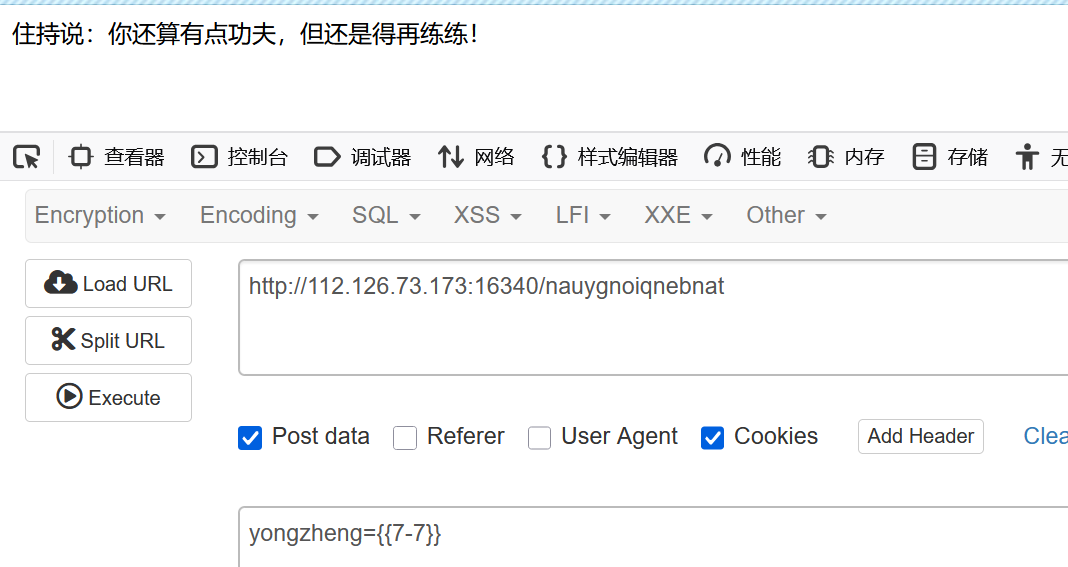 住持说：你还算有点功夫，但还是得再练练！
查看器 控制台 调试器 网络 样式编辑器 性能 内存 存储 无
Encryption Encoding SQL XSS LFI XXE Other
Load URL
http://112.126.73.173:16340/nauygnoiqnebnat
Split URL
Execute
Post data Referer User Agent Cookies Add Header Clea
yongzheng={{7-7}}